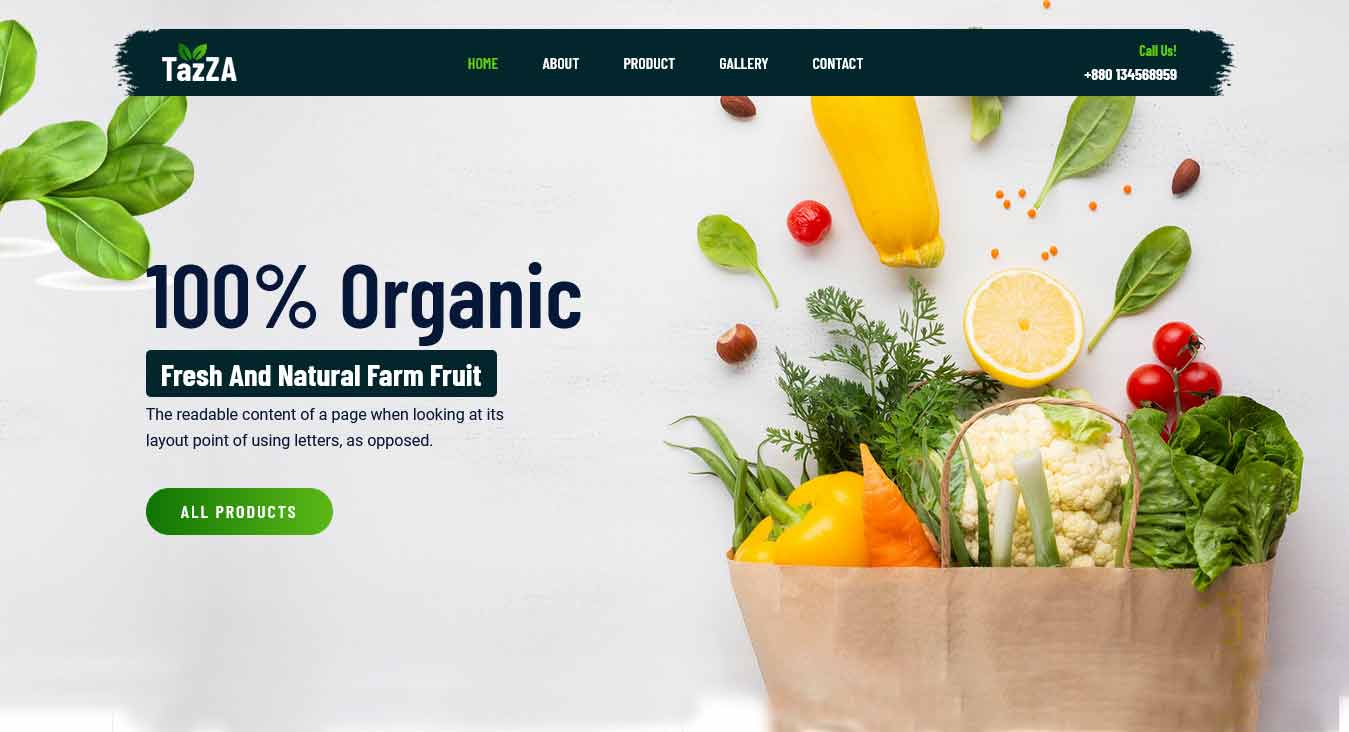 TazZA
HOME ABOUT PRODUCT GALLERY CONTACT
Call Us!
+880 134568959
100% Organic
Fresh And Natural Farm Fruit
The readable content of a page when looking at its
layout point of using letters, as opposed.
ALL PRODUCTS